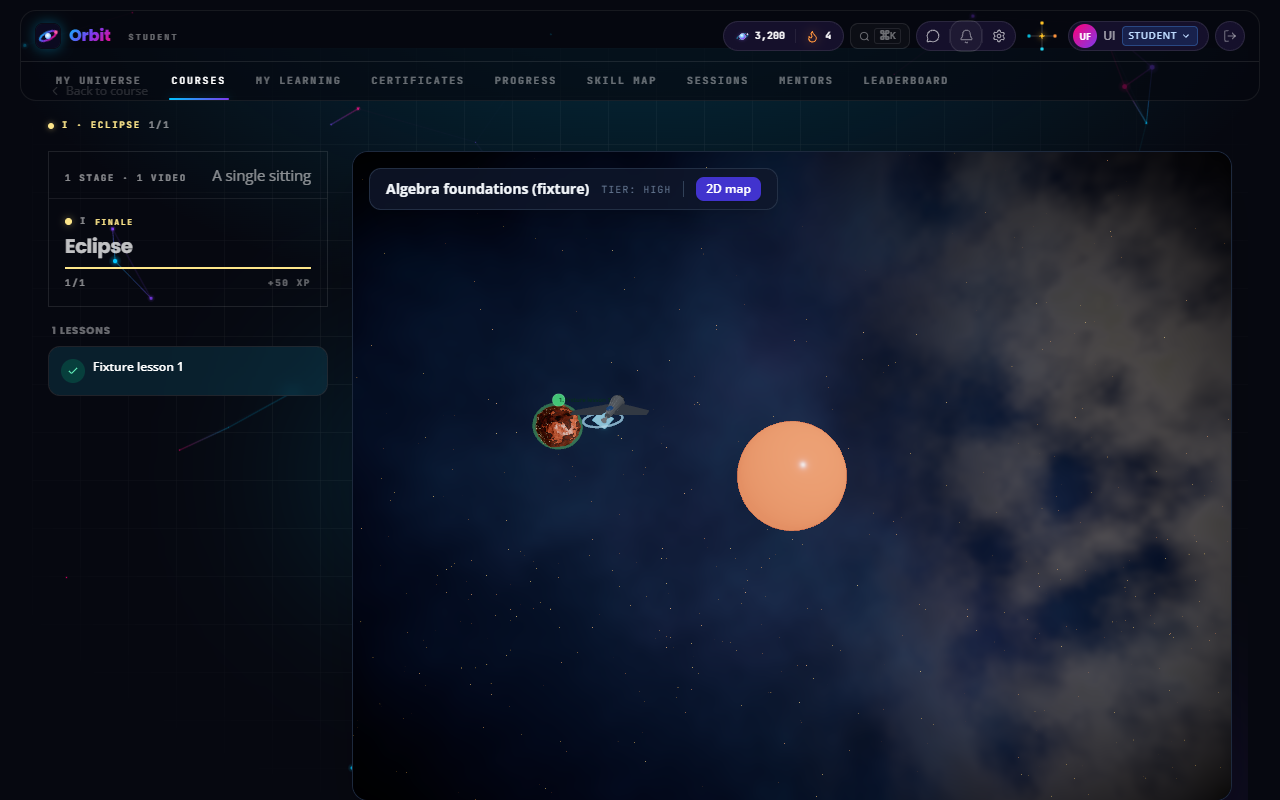 Orbit STUDENT
3,200 4 ⌘K UF UI STUDENT
MY UNIVERSE COURSES MY LEARNING CERTIFICATES PROGRESS SKILL MAP SESSIONS MENTORS LEADERBOARD
Back to course
I · ECLIPSE 1/1
1 STAGE · 1 VIDEO A single sitting
I FINALE
Eclipse
1/1 +50 XP
1 LESSONS
Fixture lesson 1
Algebra foundations (fixture) TIER: HIGH 2D map